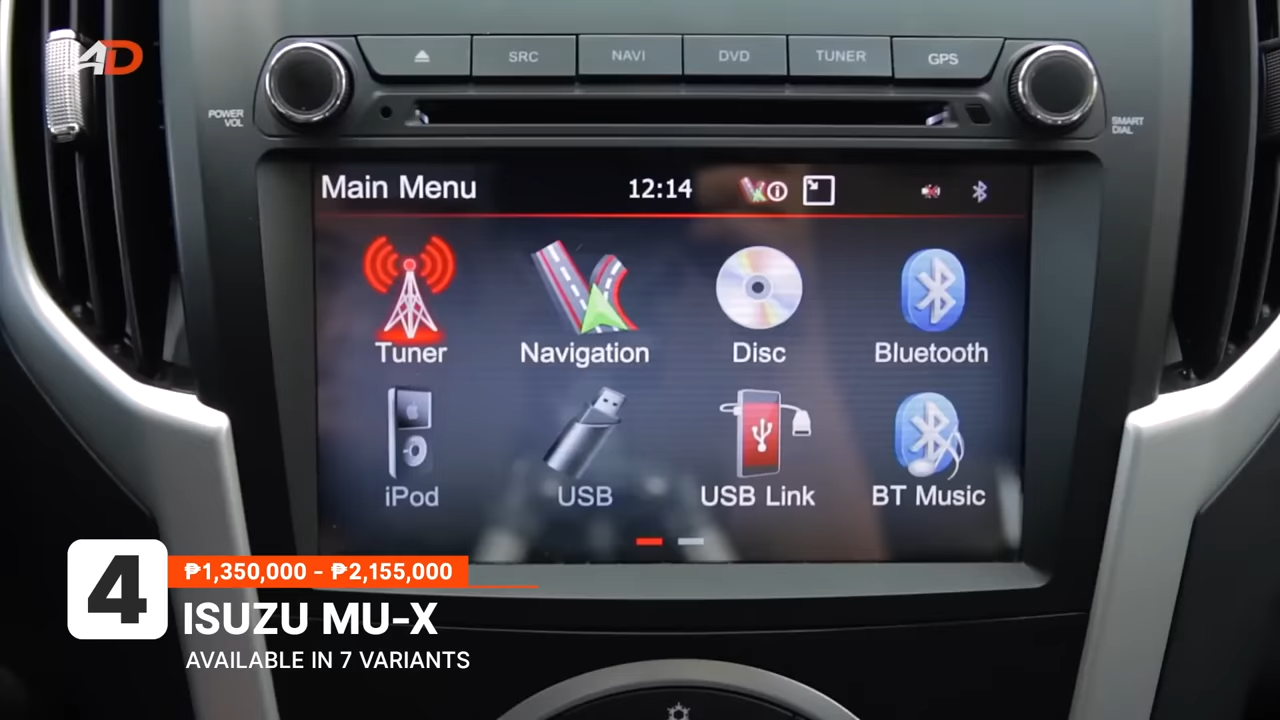 AD
SRC
NAVI
DVD
TUNER
GPS
POWER
VOL
SMART
DIAL
Main Menu
12:14
Tuner
Navigation
Disc
Bluetooth
iPod
USB
USB Link
BT Music
4
₱1,350,000 - ₱2,155,000
ISUZU MU-X
AVAILABLE IN 7 VARIANTS